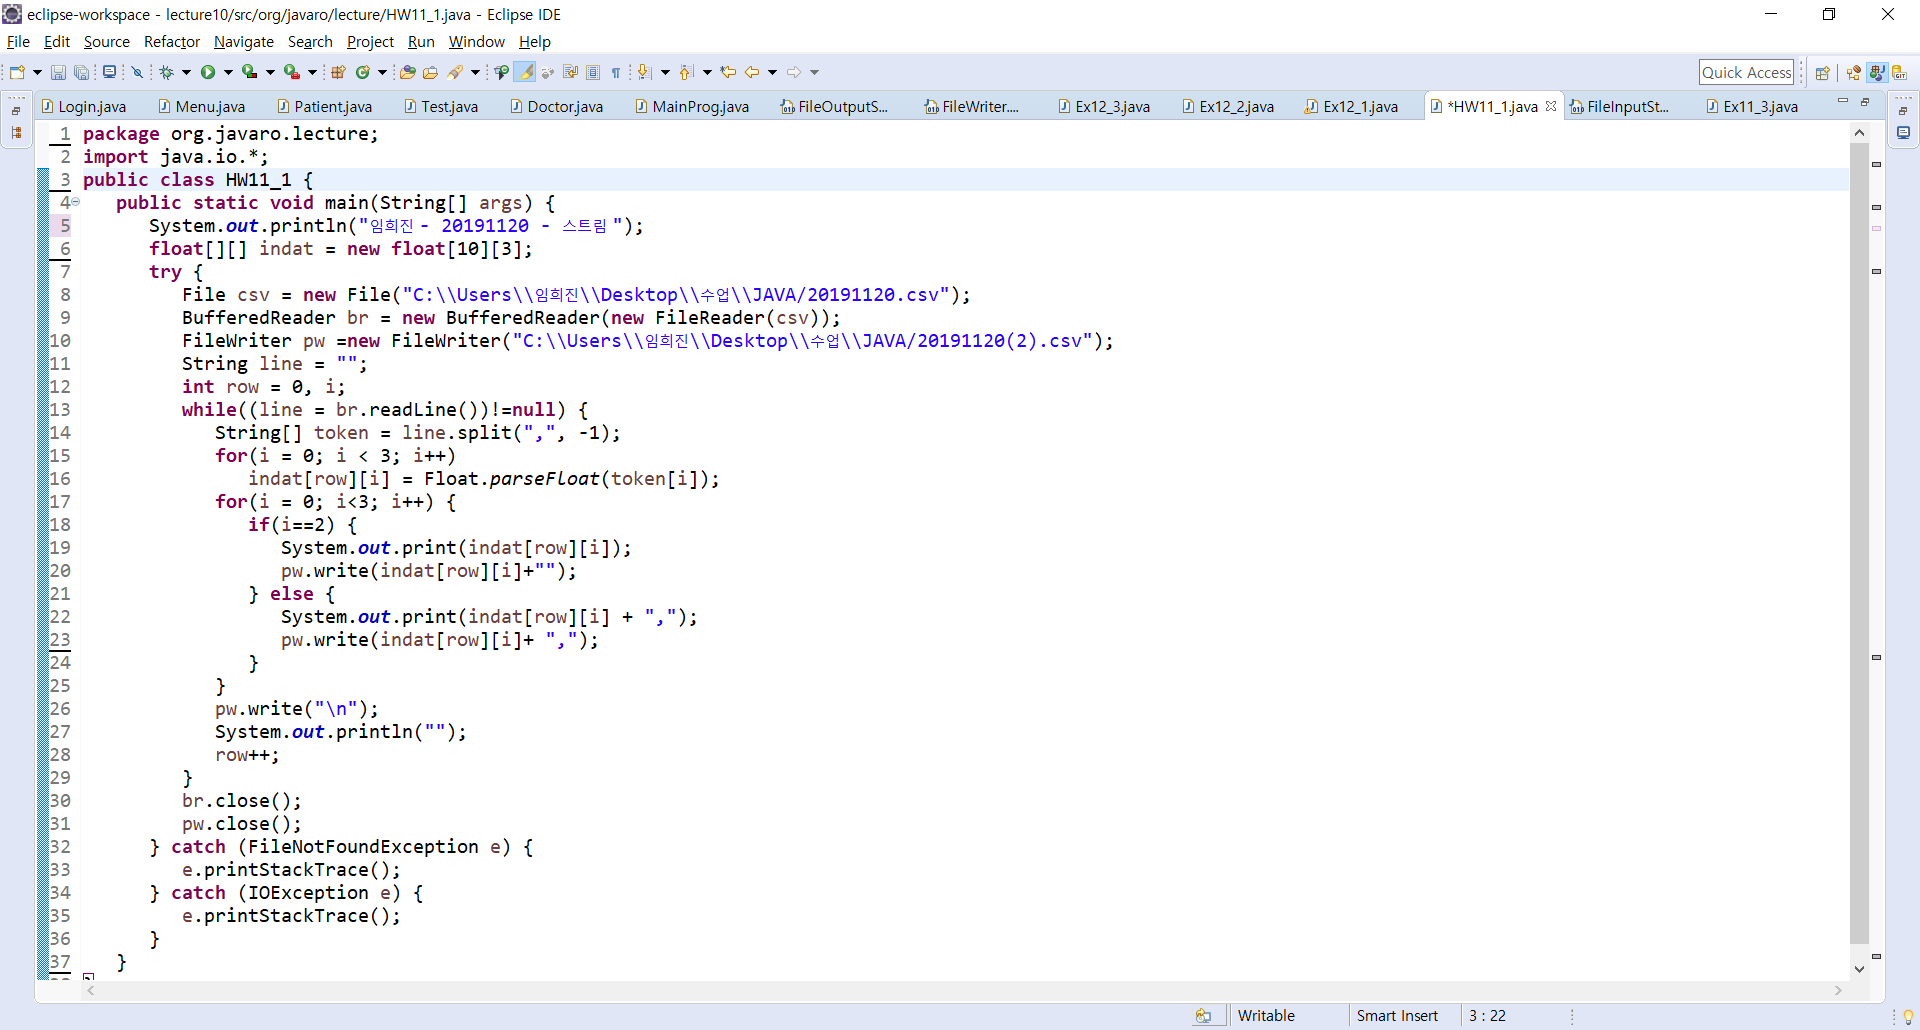 eclipse-workspace - lecture10/src/org/javaro/lecture/HW11_1.java - Eclipse IDE
File Edit Source Refactor Navigate Search Project Run Window Help
Quick Access
Login.java Menu.java Patient.java Test.java Doctor.java MainProg.java FileOutputS... FileWriter.... Ex12_3.java Ex12_2.java Ex12_1.java *HW11_1.java FileInputSt... Ex11_3.java
1 package org.javaro.lecture;
2 import java.io.*;
3 public class HW11_1 {
4 public static void main(String[] args) {
5 System.out.println("임희진 - 20191120 - 스트림 ");
6 float[][] indat = new float[10][3];
7 try {
8 File csv = new File("C:\\Users\\임희진\\Desktop\\수업\\JAVA/20191120.csv");
9 BufferedReader br = new BufferedReader(new FileReader(csv));
10 FileWriter pw =new FileWriter("C:\\Users\\임희진\\Desktop\\수업\\JAVA/20191120(2).csv");
11 String line = "";
12 int row = 0, i;
13 while((line = br.readLine())!=null) {
14 String[] token = line.split(",", -1);
15 for(i = 0; i < 3; i++)
16 indat[row][i] = Float.parseFloat(token[i]);
17 for(i = 0; i<3; i++) {
18 if(i==2) {
19 System.out.print(indat[row][i]);
20 pw.write(indat[row][i]+"");
21 } else {
22 System.out.print(indat[row][i] + ",");
23 pw.write(indat[row][i]+ ",");
24 }
25 }
26 pw.write("\n");
27 System.out.println("");
28 row++;
29 }
30 br.close();
31 pw.close();
32 } catch (FileNotFoundException e) {
33 e.printStackTrace();
34 } catch (IOException e) {
35 e.printStackTrace();
36 }
37 }
Writable Smart Insert 3 : 22